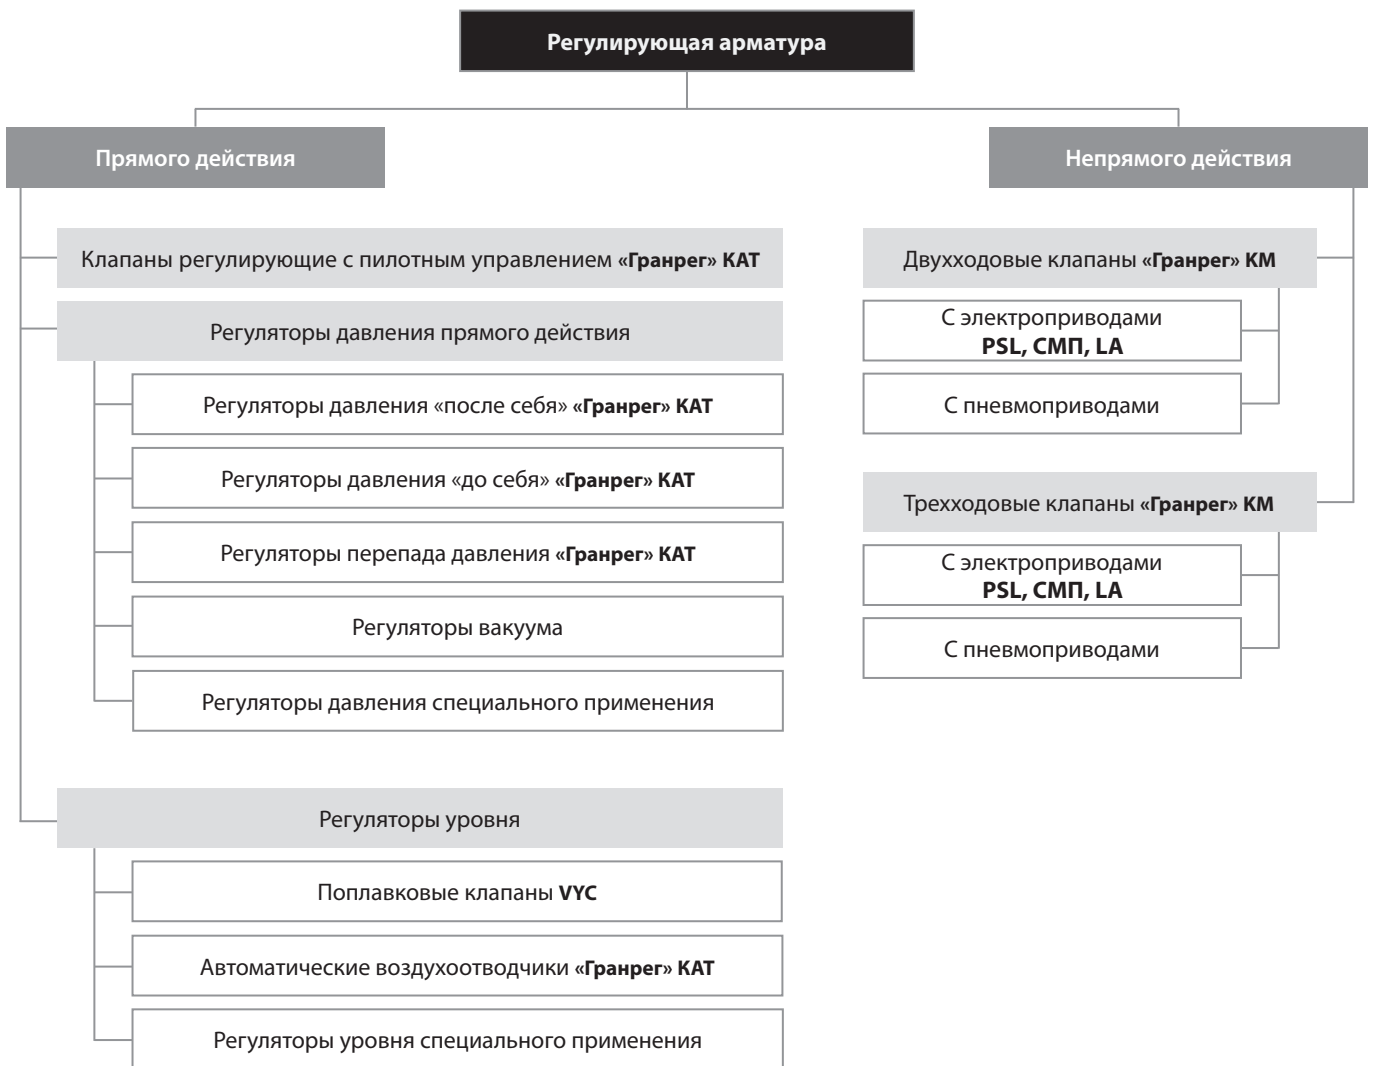 Регулирующая арматура
Прямого действия
Непрямого действия
Клапаны регулирующие с пилотным управлением «Гранрег» КАТ
Регуляторы давления прямого действия
Регуляторы давления «после себя» «Гранрег» КАТ
Регуляторы давления «до себя» «Гранрег» КАТ
Регуляторы перепада давления «Гранрег» КАТ
Регуляторы вакуума
Регуляторы давления специального применения
Регуляторы уровня
Поплавковые клапаны VYC
Автоматические воздухоотводчики «Гранрег» КАТ
Регуляторы уровня специального применения
Двухходовые клапаны «Гранрег» КМ
С электроприводами
PSL, СМП, LA
С пневмоприводами
Трехходовые клапаны «Гранрег» КМ
С электроприводами
PSL, СМП, LA
С пневмоприводами